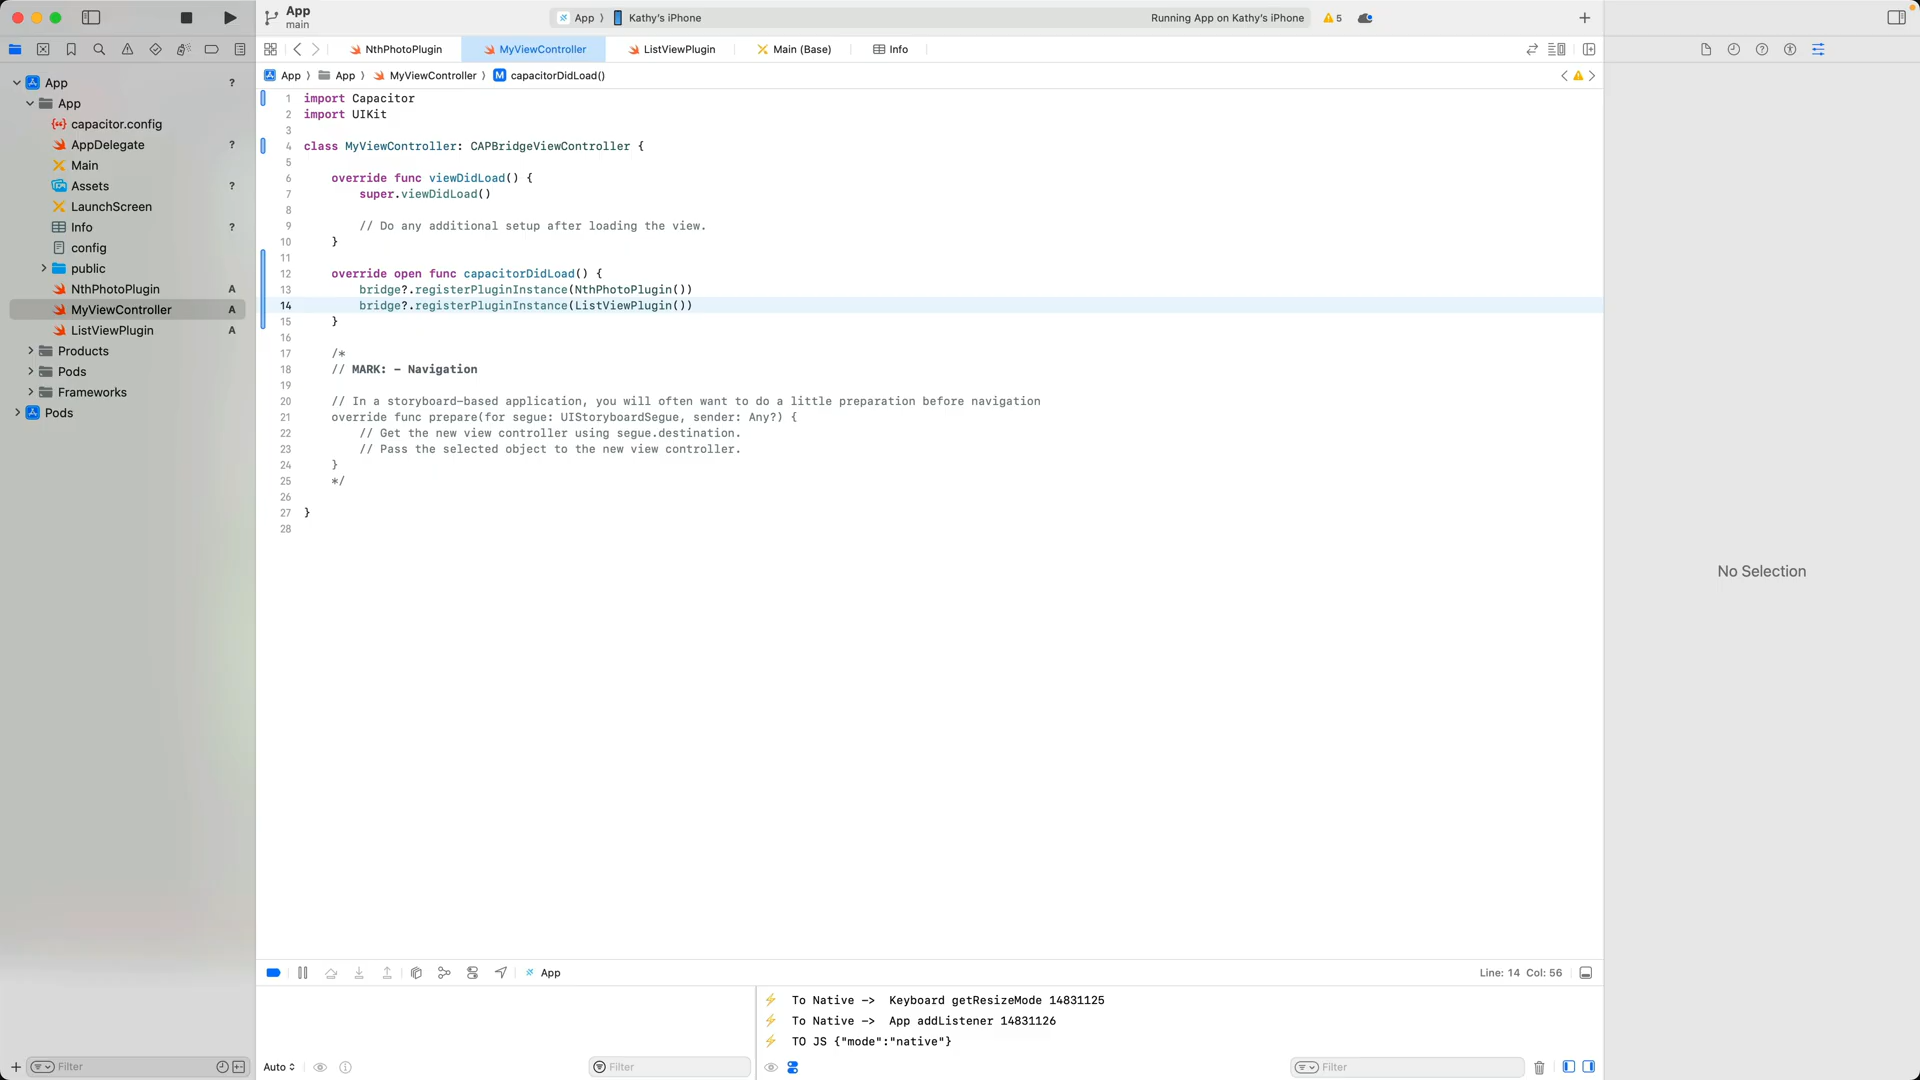 App
main
App
Kathy's iPhone
Running App on Kathy's iPhone
5
NthPhotoPlugin
MyViewController
ListViewPlugin
Main (Base)
Info
App
App
MyViewController
M
capacitorDidLoad()
App ?
App
capacitor.config
AppDelegate ?
Main
Assets ?
LaunchScreen
Info ?
config
public
NthPhotoPlugin A
MyViewController A
ListViewPlugin A
Products
Pods
Frameworks
Pods
Filter
1 import Capacitor
2 import UIKit
3
4 class MyViewController: CAPBridgeViewController {
5
6 override func viewDidLoad() {
7 super.viewDidLoad()
8
9 // Do any additional setup after loading the view.
10 }
11
12 override open func capacitorDidLoad() {
13 bridge?.registerPluginInstance(NthPhotoPlugin())
14 bridge?.registerPluginInstance(ListViewPlugin())
15 }
16
17 /*
18 // MARK: - Navigation
19
20 // In a storyboard-based application, you will often want to do a little preparation before navigation
21 override func prepare(for segue: UIStoryboardSegue, sender: Any?) {
22 // Get the new view controller using segue.destination.
23 // Pass the selected object to the new view controller.
24 }
25 */
26
27 }
28
No Selection
App
Line: 14 Col: 56
⚡ To Native -> Keyboard getResizeMode 14831125
⚡ To Native -> App addListener 14831126
⚡ TO JS {"mode":"native"}
Auto
Filter
Filter